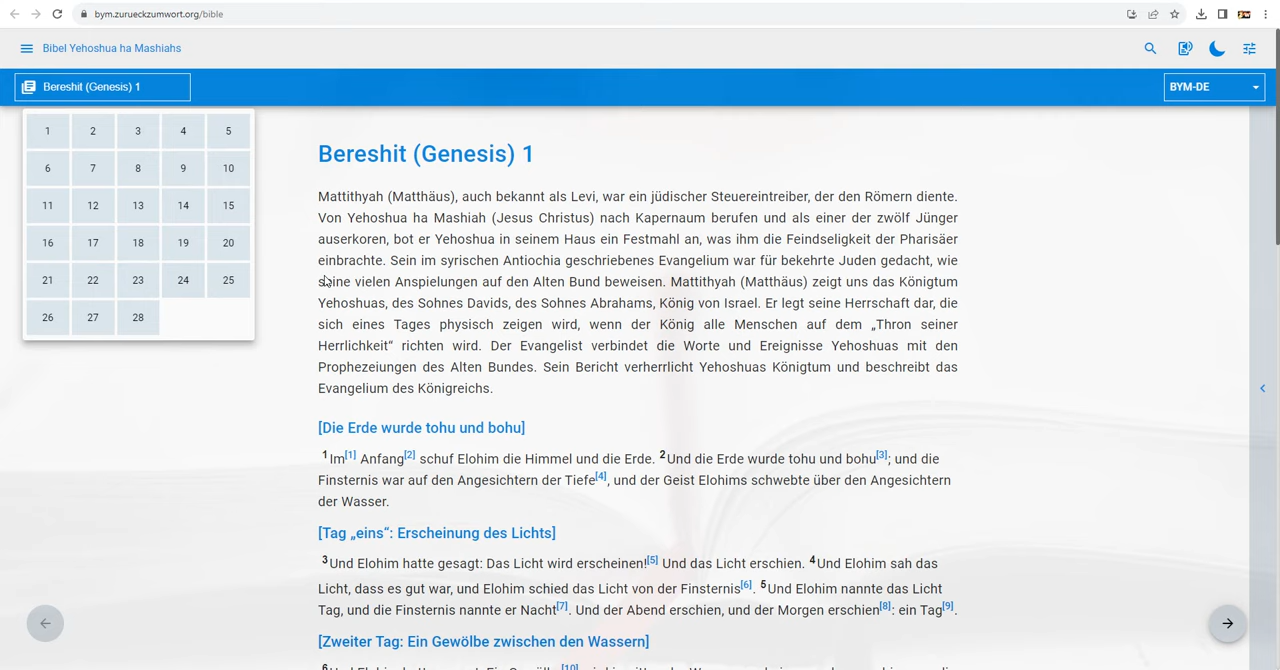 bym.zurueckzumwort.org/bible
Bibel Yehoshua ha Mashiahs
Bereshit (Genesis) 1
BYM-DE
1 2 3 4 5
6 7 8 9 10
11 12 13 14 15
16 17 18 19 20
21 22 23 24 25
26 27 28
Bereshit (Genesis) 1
Mattithyah (Matthäus), auch bekannt als Levi, war ein jüdischer Steuereintreiber, der den Römern diente.
Von Yehoshua ha Mashiah (Jesus Christus) nach Kapernaum berufen und als einer der zwölf Jünger
auserkoren, bot er Yehoshua in seinem Haus ein Festmahl an, was ihm die Feindseligkeit der Pharisäer
einbrachte. Sein im syrischen Antiochia geschriebenes Evangelium war für bekehrte Juden gedacht, wie
seine vielen Anspielungen auf den Alten Bund beweisen. Mattithyah (Matthäus) zeigt uns das Königtum
Yehoshuas, des Sohnes Davids, des Sohnes Abrahams, König von Israel. Er legt seine Herrschaft dar, die
sich eines Tages physisch zeigen wird, wenn der König alle Menschen auf dem „Thron seiner
Herrlichkeit“ richten wird. Der Evangelist verbindet die Worte und Ereignisse Yehoshuas mit den
Prophezeiungen des Alten Bundes. Sein Bericht verherrlicht Yehoshuas Königtum und beschreibt das
Evangelium des Königreichs.
[Die Erde wurde tohu und bohu]
1Im[1] Anfang[2] schuf Elohim die Himmel und die Erde. 2Und die Erde wurde tohu und bohu[3]; und die
Finsternis war auf den Angesichtern der Tiefe[4], und der Geist Elohims schwebte über den Angesichtern
der Wasser.
[Tag „eins“: Erscheinung des Lichts]
3Und Elohim hatte gesagt: Das Licht wird erscheinen![5] Und das Licht erschien. 4Und Elohim sah das
Licht, dass es gut war, und Elohim schied das Licht von der Finsternis[6]. 5Und Elohim nannte das Licht
Tag, und die Finsternis nannte er Nacht[7]. Und der Abend erschien, und der Morgen erschien[8]: ein Tag[9].
[Zweiter Tag: Ein Gewölbe zwischen den Wassern]